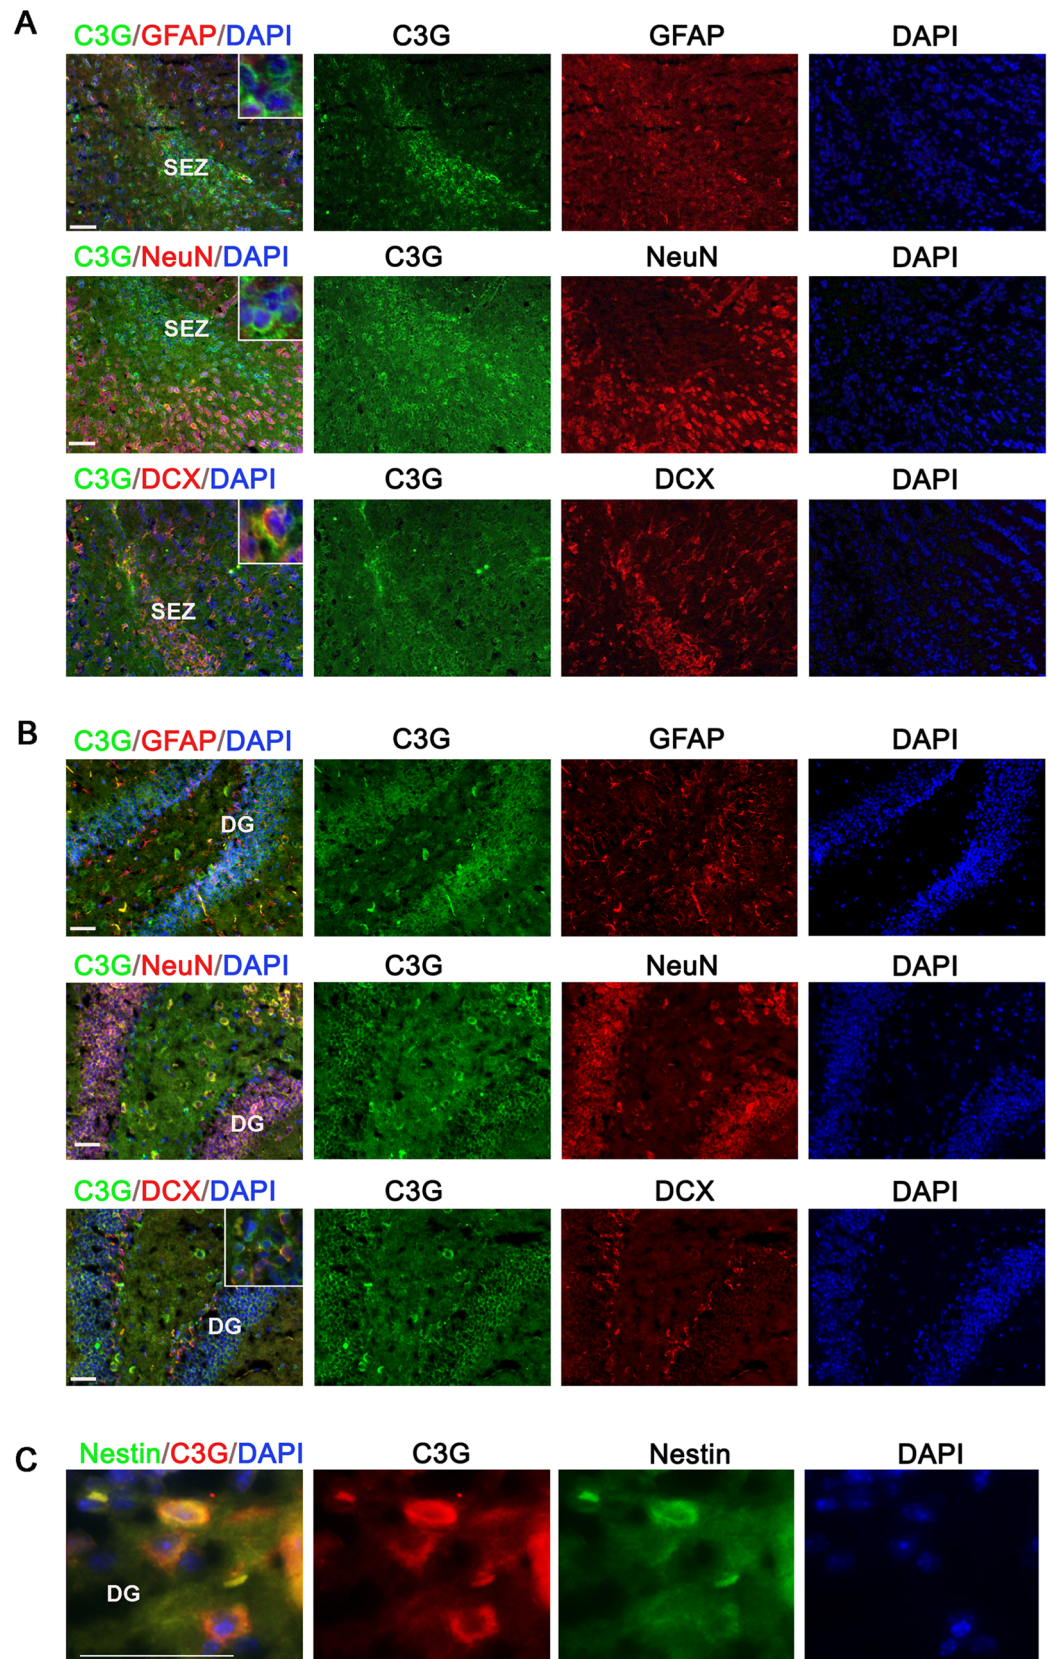 A
C3G/GFAP/DAPI C3G GFAP DAPI
SEZ
C3G/NeuN/DAPI C3G NeuN DAPI
SEZ
C3G/DCX/DAPI C3G DCX DAPI
SEZ
B
C3G/GFAP/DAPI C3G GFAP DAPI
DG
C3G/NeuN/DAPI C3G NeuN DAPI
DG
C3G/DCX/DAPI C3G DCX DAPI
DG
C
Nestin/C3G/DAPI C3G Nestin DAPI
DG